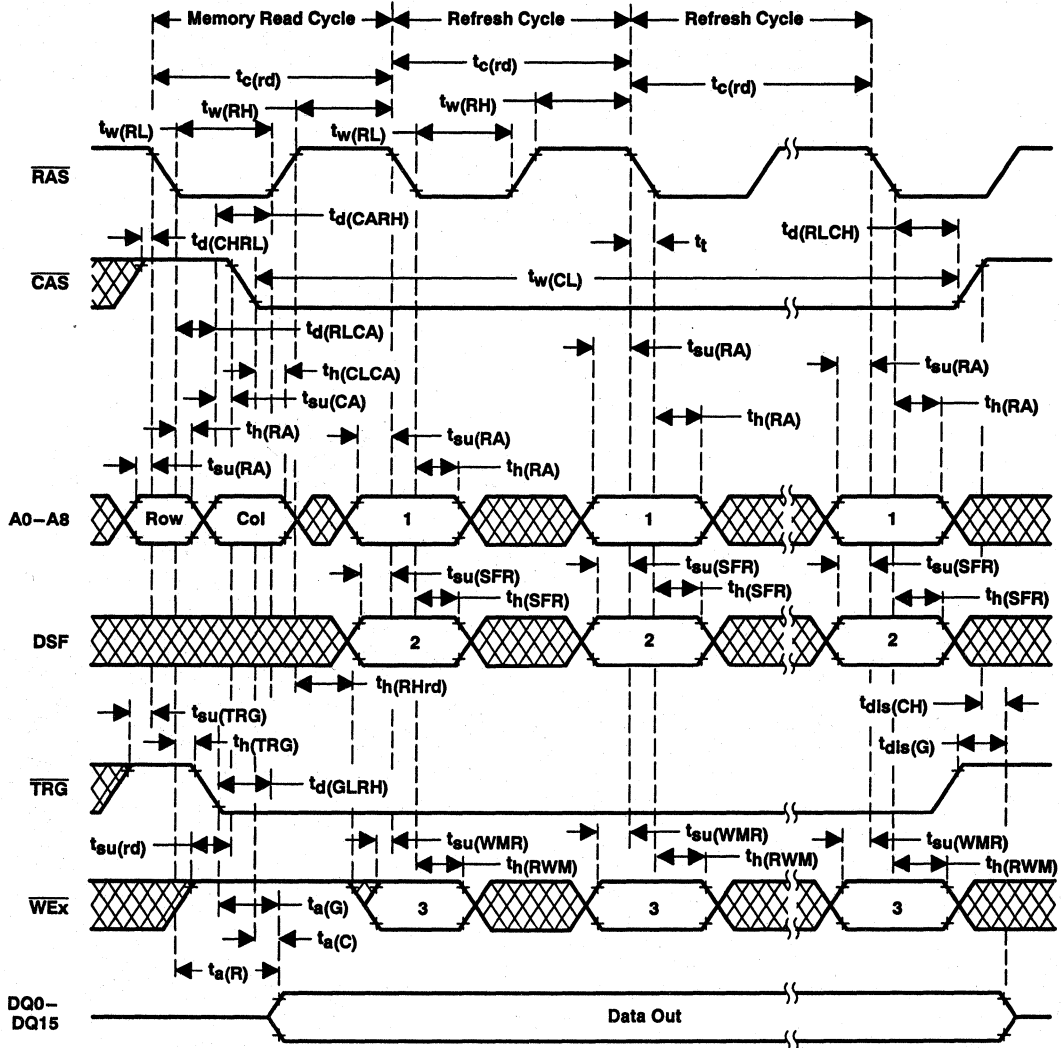 Memory Read Cycle Refresh Cycle Refresh Cycle
tc(rd) tc(rd) tc(rd)
tw(RH) tw(RH)
tw(RL) tw(RL)
RAS
td(CARH)
td(CHRL) tt td(RLCH)
CAS tw(CL)
td(RLCA)
tsu(RA)
th(CLCA) tsu(RA)
tsu(CA)
th(RA) th(RA)
th(RA) tsu(RA)
tsu(RA) th(RA)
A0–A8 Row Col 1 1 1
tsu(SFR) tsu(SFR) tsu(SFR)
th(SFR) th(SFR) th(SFR)
DSF 2 2 2
th(RHrd)
tsu(TRG) tdis(CH)
th(TRG) tdis(G)
TRG td(GLRH)
tsu(rd) tsu(WMR) tsu(WMR) tsu(WMR)
th(RWM) th(RWM) th(RWM)
WEx 3 3 3
ta(G)
ta(C)
ta(R)
DQ0–
DQ15 Data Out